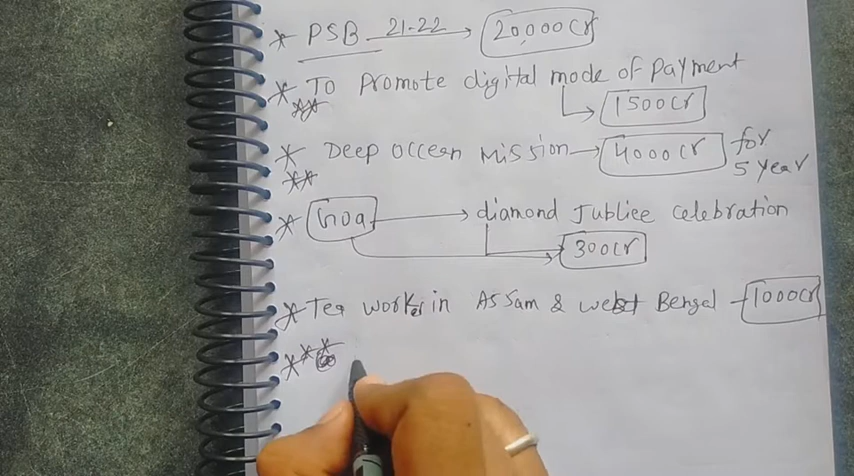 * PSB 21-22 → 20,000 Cr
* To Promote digital mode of Payment
** → 1500 Cr
* Deep Occean Mission → 4000 Cr for
** 5 year
* Goa → diamond Jubliee Celebration
300 Cr
* Tea worker in Assam & West Bengal - 1000 Cr
***